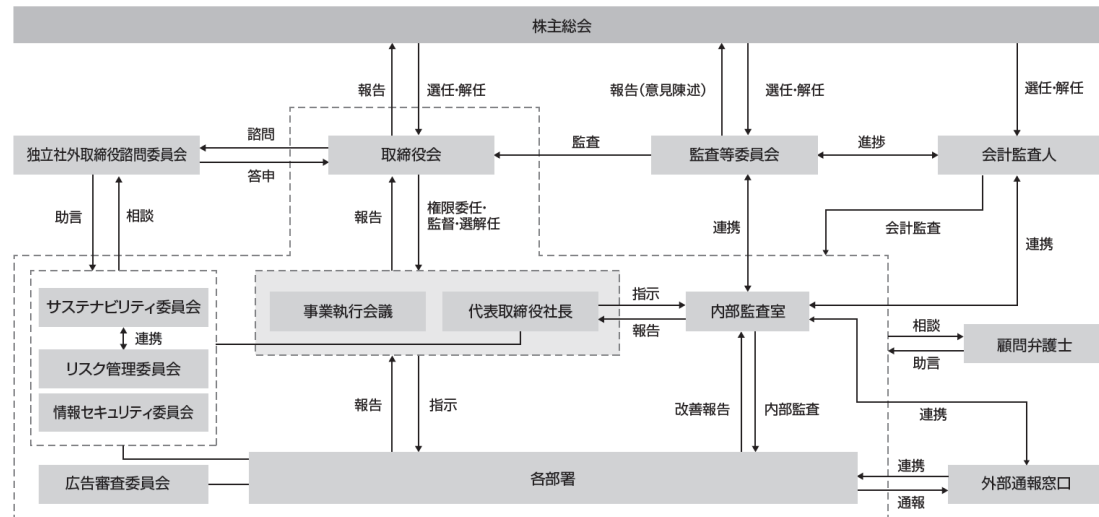 株主総会
報告
選任・解任
報告(意見陳述)
選任・解任
選任・解任
独立社外取締役諮問委員会
諮問
答申
取締役会
監査
監査等委員会
進捗
会計監査人
助言
相談
報告
権限委任・
監督・選解任
連携
会計監査
連携
サステナビリティ委員会
連携
リスク管理委員会
情報セキュリティ委員会
事業執行会議
代表取締役社長
指示
報告
内部監査室
相談
助言
顧問弁護士
報告
指示
改善報告
内部監査
連携
広告審査委員会
各部署
連携
通報
外部通報窓口